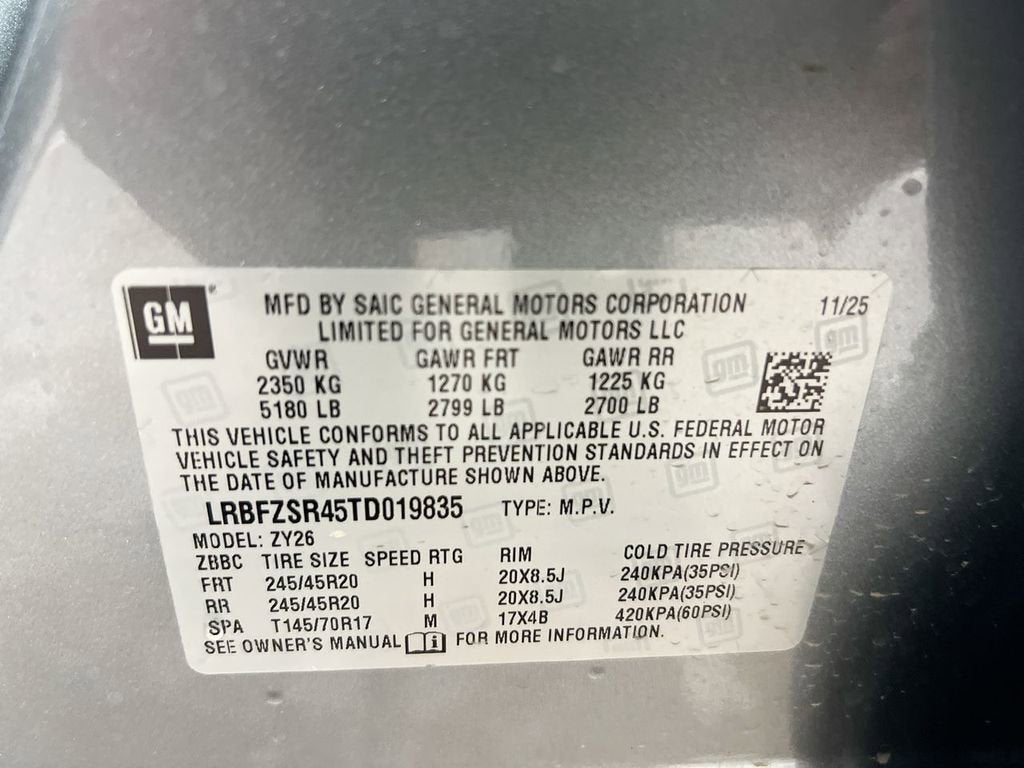 GM
MFD BY SAIC GENERAL MOTORS CORPORATION 11/25
LIMITED FOR GENERAL MOTORS LLC
GVWR GAWR FRT GAWR RR
2350 KG 1270 KG 1225 KG
5180 LB 2799 LB 2700 LB
THIS VEHICLE CONFORMS TO ALL APPLICABLE U.S. FEDERAL MOTOR
VEHICLE SAFETY AND THEFT PREVENTION STANDARDS IN EFFECT ON
THE DATE OF MANUFACTURE SHOWN ABOVE.
LRBFZSR45TD019835 TYPE: M.P.V.
MODEL: ZY26
ZBBC TIRE SIZE SPEED RTG RIM COLD TIRE PRESSURE
FRT 245/45R20 H 20X8.5J 240KPA(35PSI)
RR 245/45R20 H 20X8.5J 240KPA(35PSI)
SPA T145/70R17 M 17X4B 420KPA(60PSI)
SEE OWNER'S MANUAL i FOR MORE INFORMATION.